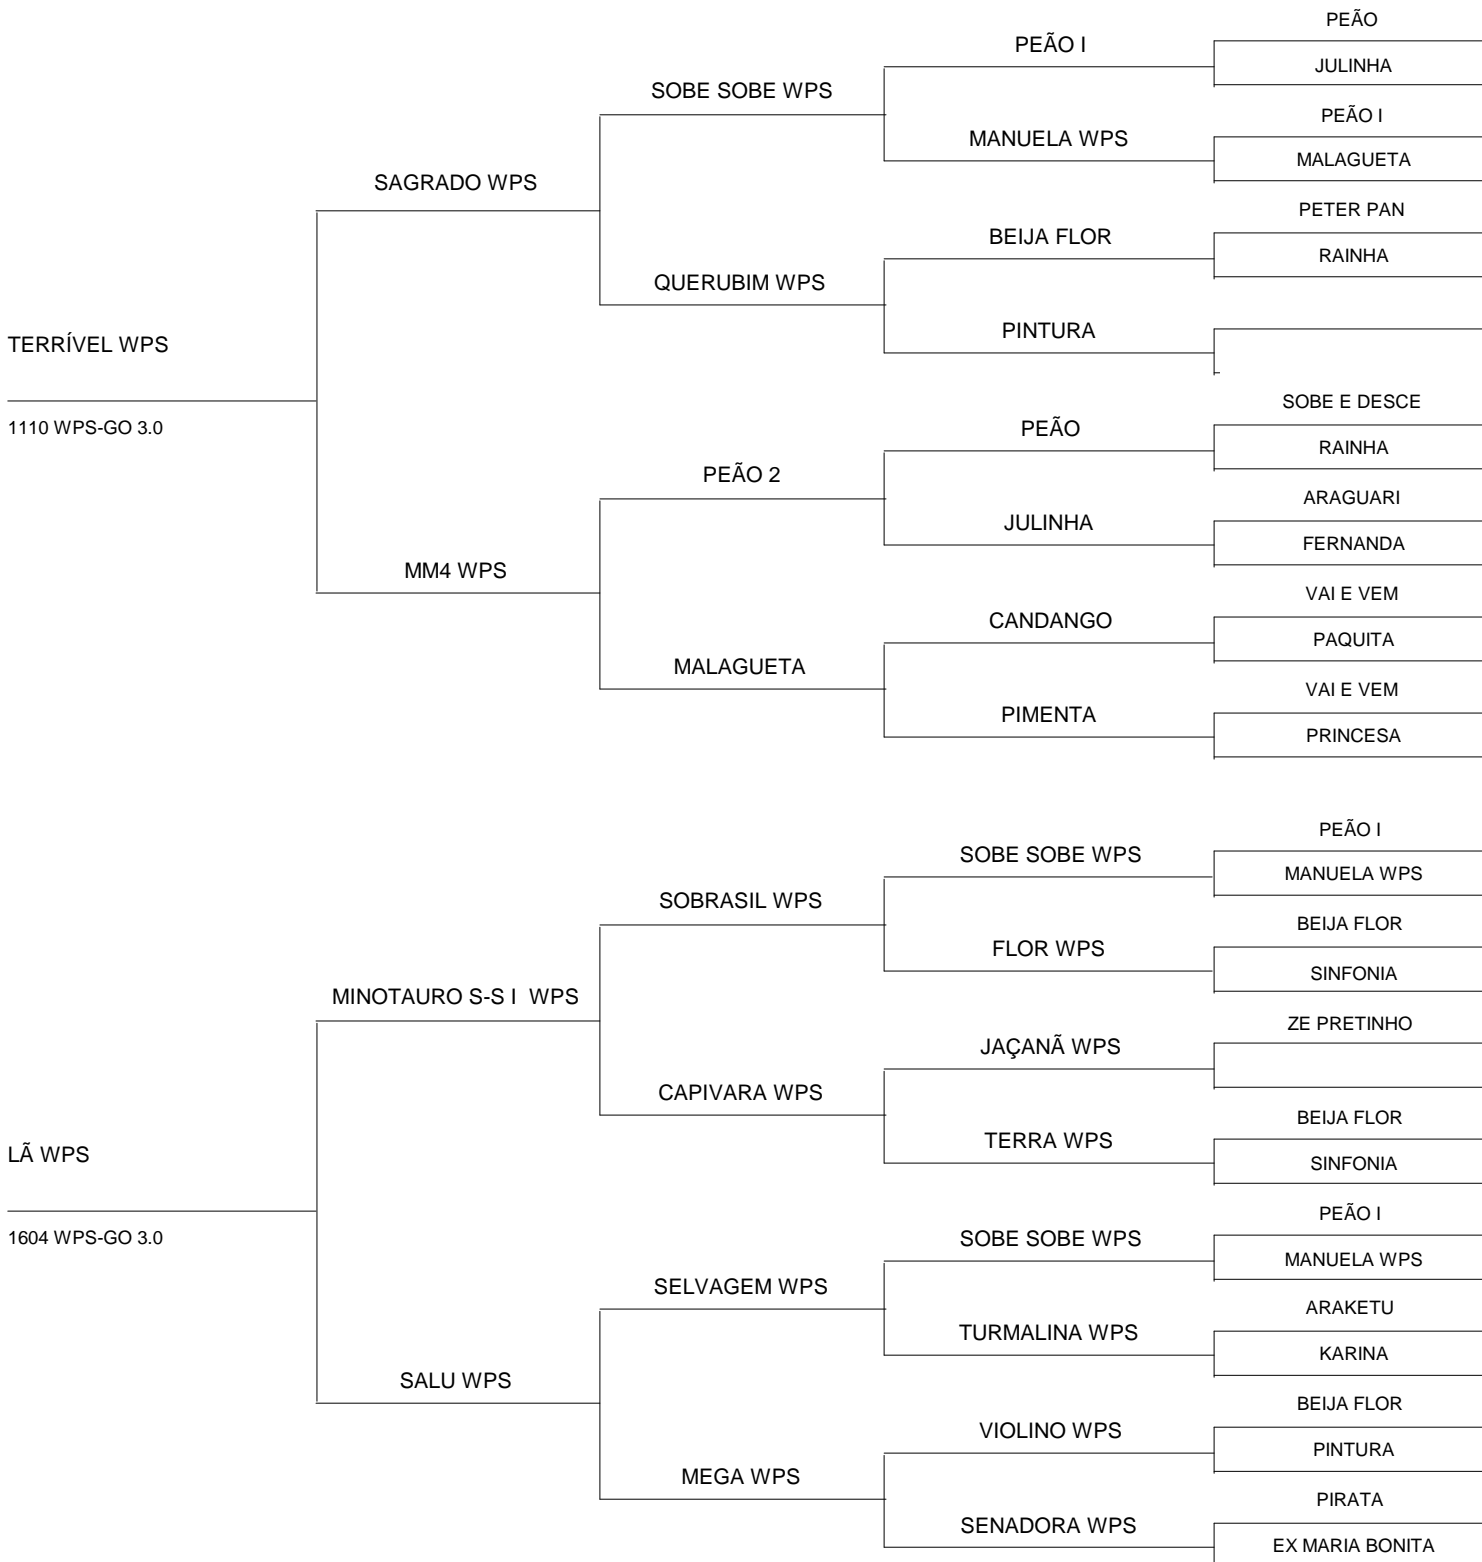 PEÃO
PEÃO I
JULINHA
SOBE SOBE WPS
PEÃO I
MANUELA WPS
MALAGUETA
SAGRADO WPS
PETER PAN
BEIJA FLOR
RAINHA
QUERUBIM WPS
PINTURA
TERRÍVEL WPS
SOBE E DESCE
1110 WPS-GO 3.0
PEÃO
RAINHA
PEÃO 2
ARAGUARI
JULINHA
FERNANDA
MM4 WPS
VAI E VEM
CANDANGO
PAQUITA
MALAGUETA
VAI E VEM
PIMENTA
PRINCESA
PEÃO I
SOBE SOBE WPS
MANUELA WPS
SOBRASIL WPS
BEIJA FLOR
FLOR WPS
SINFONIA
MINOTAURO S-S I  WPS
ZE PRETINHO
JAÇANÃ WPS
CAPIVARA WPS
BEIJA FLOR
TERRA WPS
LÃ WPS
SINFONIA
PEÃO I
1604 WPS-GO 3.0
SOBE SOBE WPS
MANUELA WPS
SELVAGEM WPS
ARAKETU
TURMALINA WPS
KARINA
SALU WPS
BEIJA FLOR
VIOLINO WPS
PINTURA
MEGA WPS
PIRATA
SENADORA WPS
EX MARIA BONITA